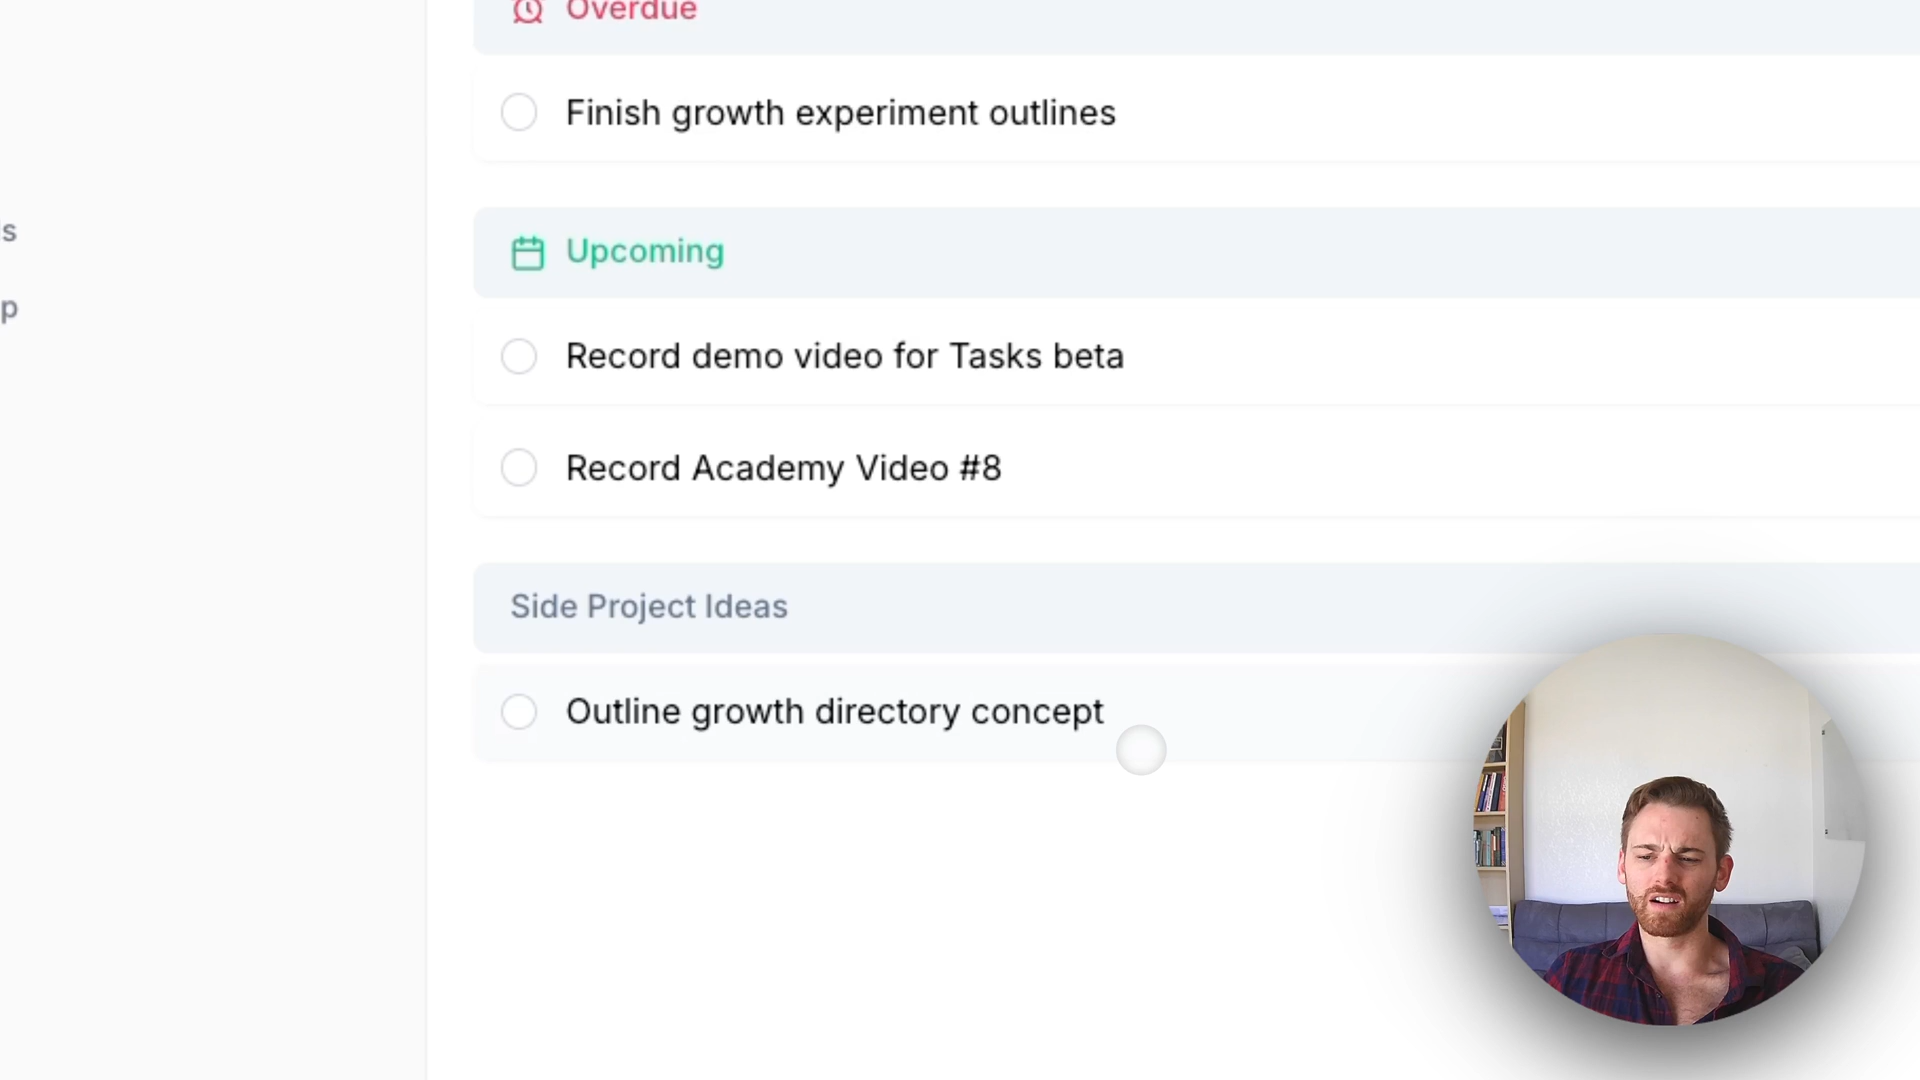 Overdue
Finish growth experiment outlines
s
p
Upcoming
Record demo video for Tasks beta
Record Academy Video #8
Side Project Ideas
Outline growth directory concept